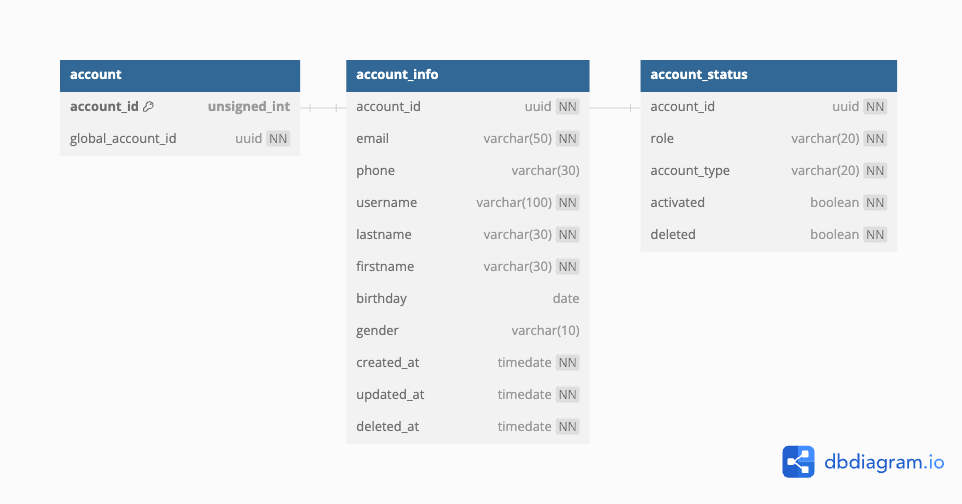 account
account_id unsigned_int
global_account_id uuid NN
account_info
account_id uuid NN
email varchar(50) NN
phone varchar(30)
username varchar(100) NN
lastname varchar(30) NN
firstname varchar(30) NN
birthday date
gender varchar(10)
created_at timedate NN
updated_at timedate NN
deleted_at timedate NN
account_status
account_id uuid NN
role varchar(20) NN
account_type varchar(20) NN
activated boolean NN
deleted boolean NN
dbdiagram.io